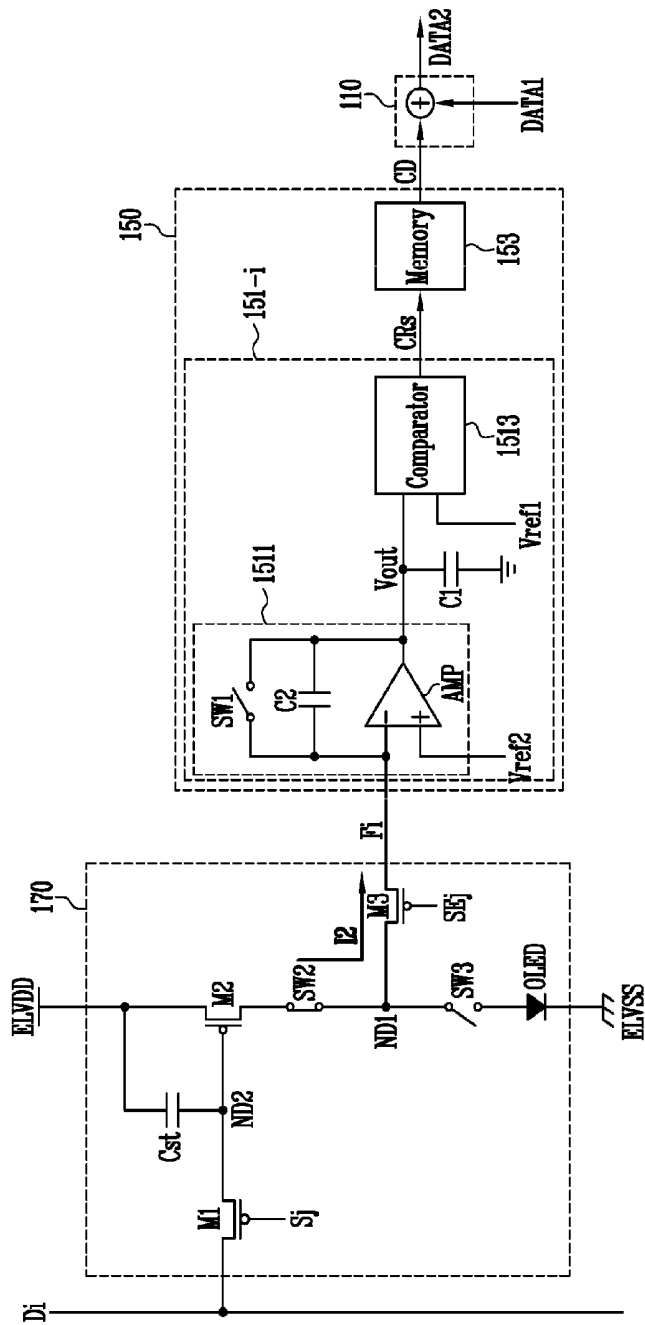 Di
170
ELVDD
M1
Sj
Cst
ND2
M2
SW2
I2
ND1
M3
SEj
SW3
OLED
ELVSS
Fi
150
151-i
1511
SW1
C2
AMP
Vref2
Vout
C1
Comparator
1513
Vref1
CRs
Memory
153
CD
110
DATA1
DATA2